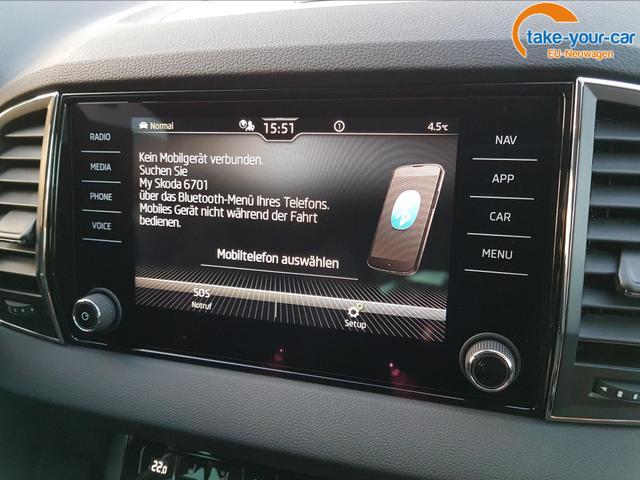 take-your-car
EU-Neuwagen
Normal
15:51
4.5°C
RADIO
MEDIA
PHONE
VOICE
NAV
APP
CAR
MENU
Kein Mobilgerät verbunden.
Suchen Sie
My Skoda 6701
über das Bluetooth-Menü Ihres Telefons.
Mobiles Gerät nicht während der Fahrt
bedienen.
Mobiltelefon auswählen
SOS
Notruf
Setup
22.0